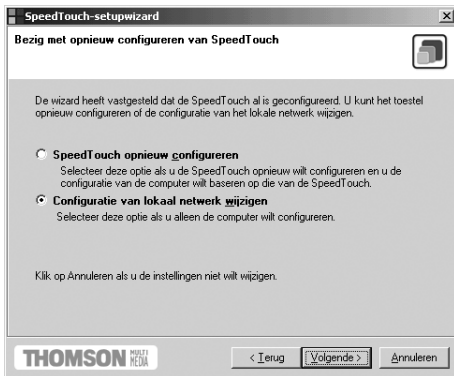 SpeedTouch-setupwizard
Bezig met opnieuw configureren van SpeedTouch
De wizard heeft vastgesteld dat de SpeedTouch al is geconfigureerd. U kunt het toestel
opnieuw configureren of de configuratie van het lokale netwerk wijzigen.
SpeedTouch opnieuw configureren
Selecteer deze optie als u de SpeedTouch opnieuw wilt configureren en u de
configuratie van de computer wilt baseren op die van de SpeedTouch.
Configuratie van lokaal netwerk wijzigen
Selecteer deze optie als u alleen de computer wilt configureren.
Klik op Annuleren als u de instellingen niet wilt wijzigen.
THOMSON MULTI MEDIA
< Terug Volgende > Annuleren